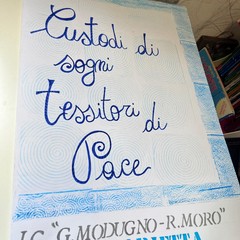 Custodi di
sogni
tessitori di
Pace
I.C. "G.MODUGNO-R.MORO"